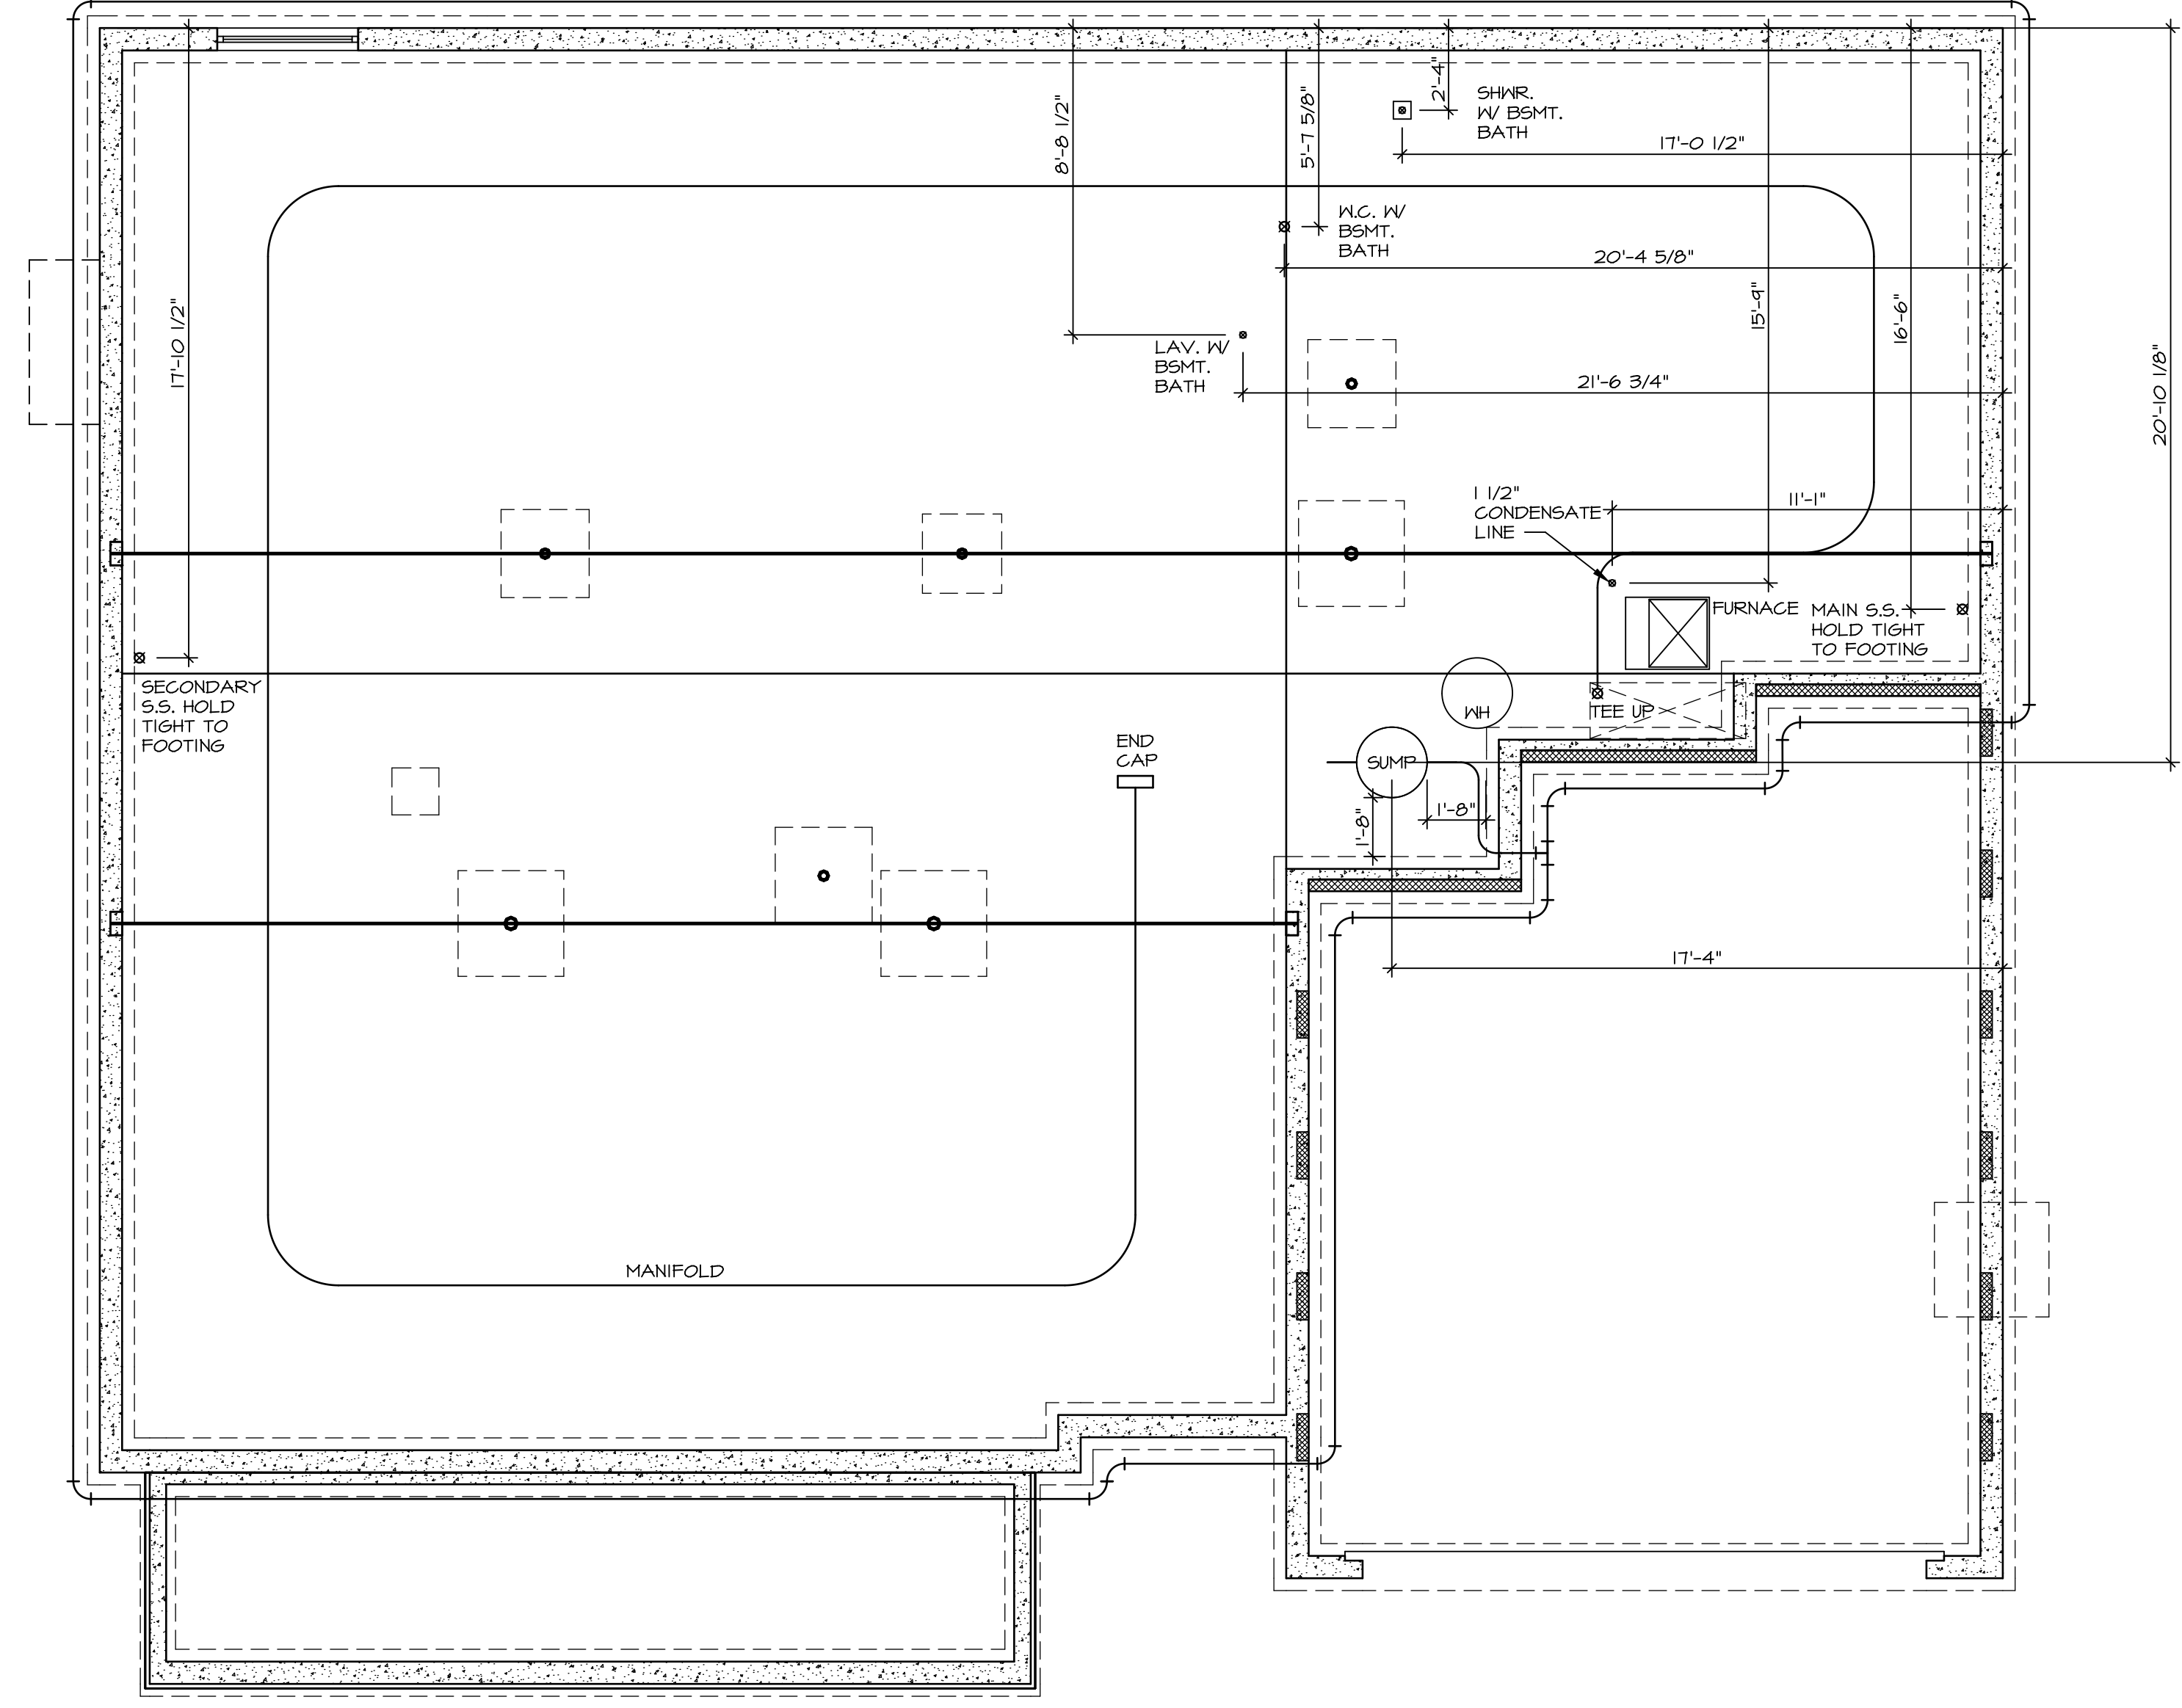 2'-4"
SHWR.
W/ BSMT.
BATH
8'-8 1/2"
5'-7 5/8"
17'-0 1/2"
W.C. W/
BSMT.
BATH
20'-4 5/8"
15'-9"
16'-6"
17'-10 1/2"
20'-10 1/8"
LAV. W/
BSMT.
BATH
21'-6 3/4"
1 1/2"
CONDENSATE
LINE
11'-1"
FURNACE
MAIN S.S.
HOLD TIGHT
TO FOOTING
SECONDARY
S.S. HOLD
TIGHT TO
FOOTING
WH
TEE UP
END
CAP
SUMP
1'-8"
1'-8"
17'-4"
MANIFOLD